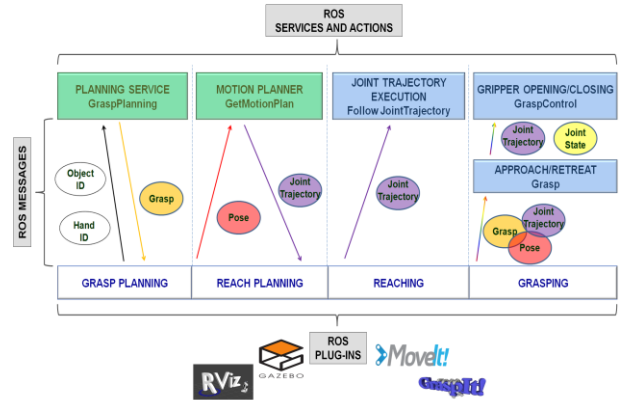 ROS
SERVICES AND ACTIONS
PLANNING SERVICE
GraspPlanning
MOTION PLANNER
GetMotionPlan
JOINT TRAJECTORY
EXECUTION
Follow JointTrajectory
GRIPPER OPENING/CLOSING
GraspControl
ROS MESSAGES
Object
ID
Hand
ID
Grasp
Pose
Joint
Trajectory
Joint
Trajectory
Joint
Trajectory
Joint
State
APPROACH/RETREAT
Grasp
Grasp
Joint
Trajectory
Pose
GRASP PLANNING
REACH PLANNING
REACHING
GRASPING
ROS
PLUG-INS
RViz
GAZEBO
MoveIt!
GraspIt!